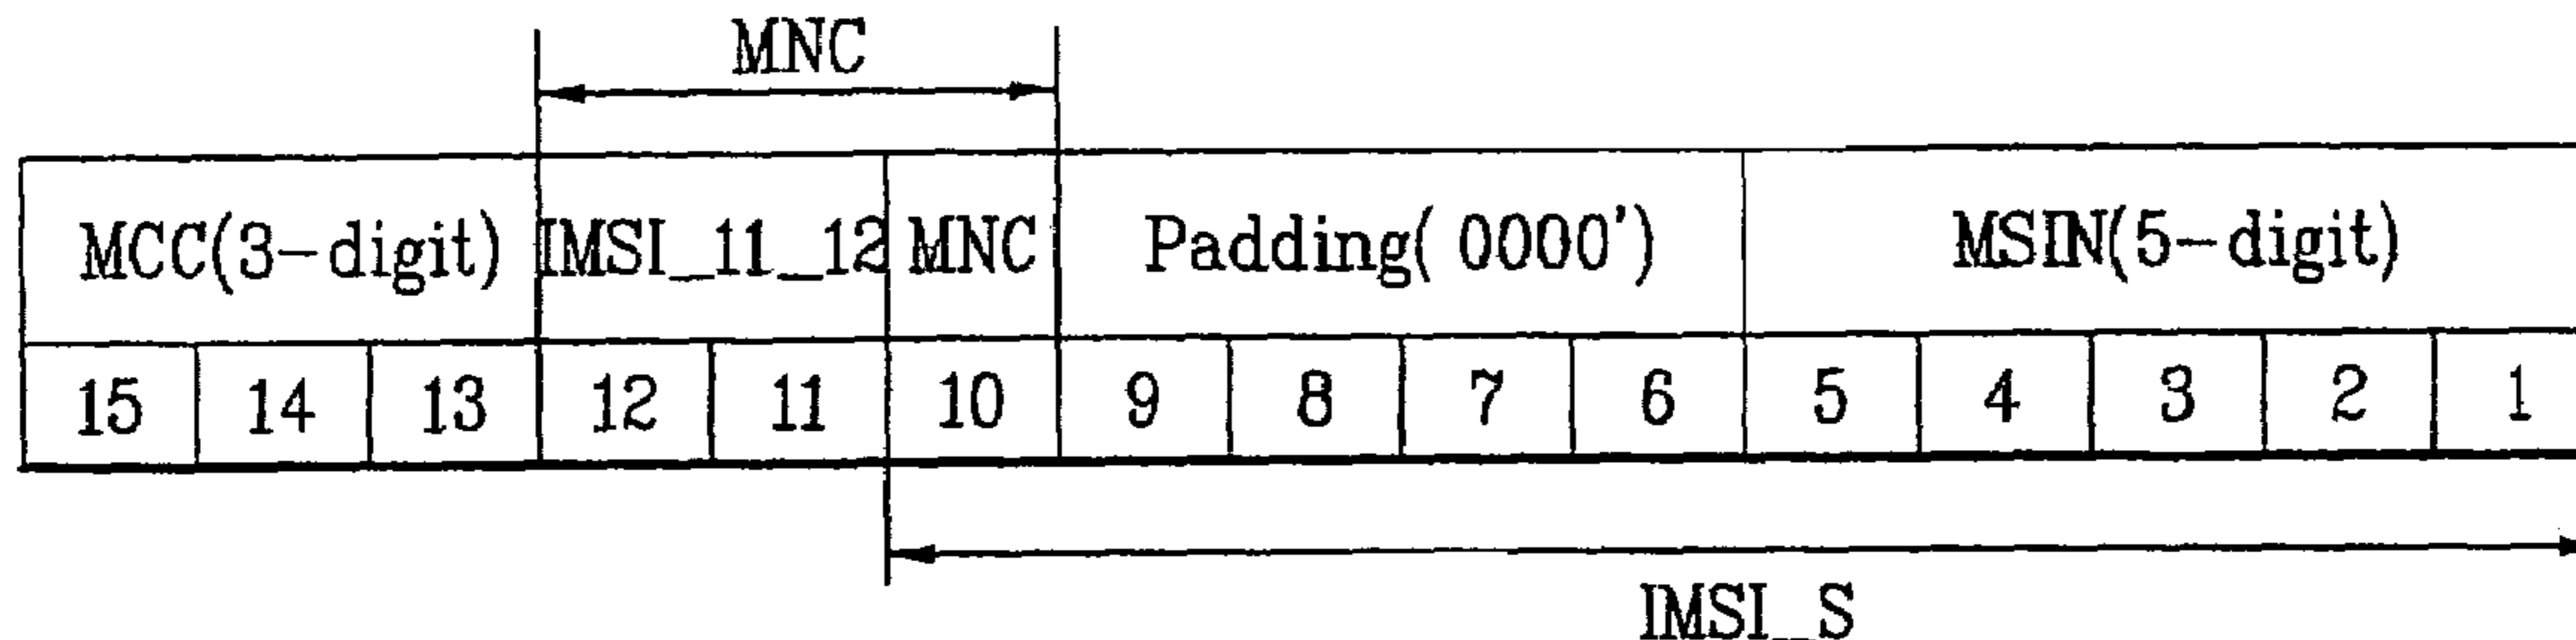 MNC
MCC(3-digit) IMSI_11_12 MNC Padding( 0000') MSIN(5-digit)
15 14 13 12 11 10 9 8 7 6 5 4 3 2 1
IMSI_S